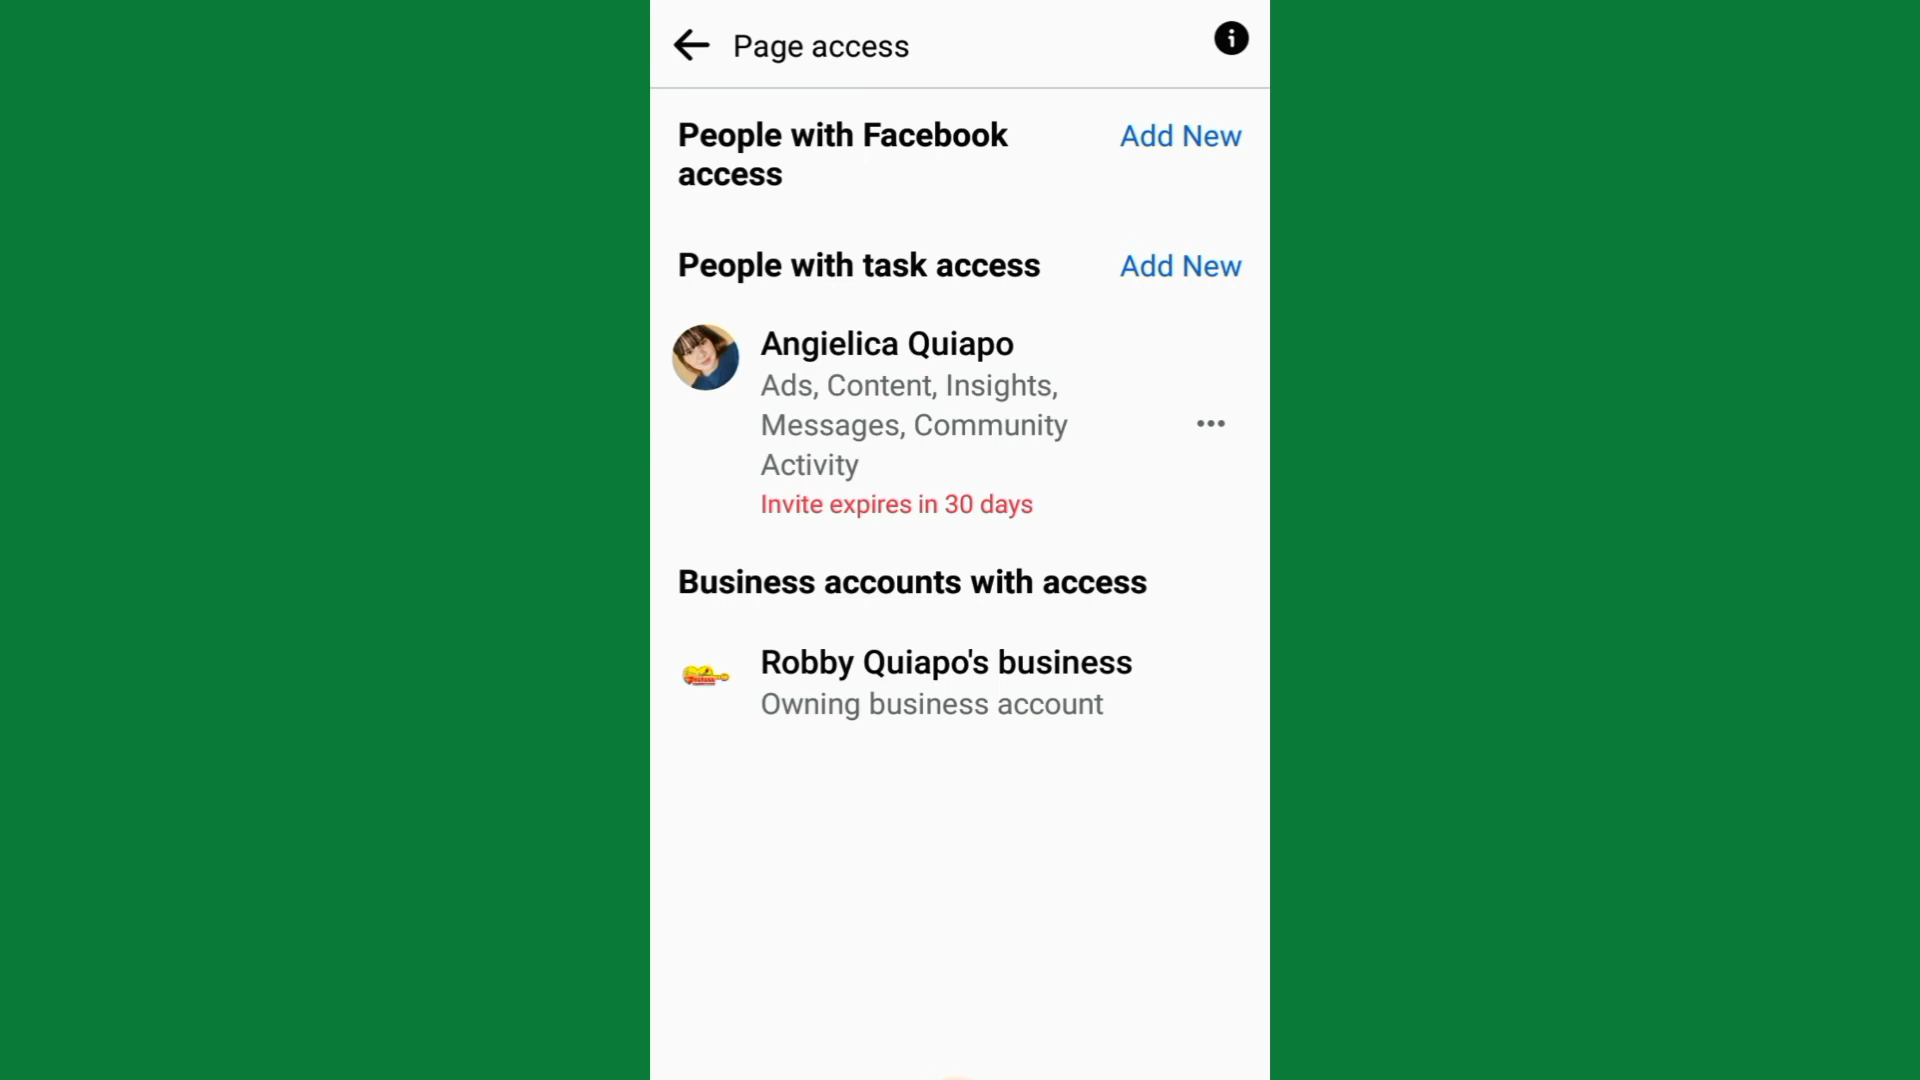 Page access
People with Facebook
access
Add New
People with task access
Add New
Angielica Quiapo
Ads, Content, Insights,
Messages, Community
Activity
Invite expires in 30 days
Business accounts with access
Robby Quiapo's business
Owning business account